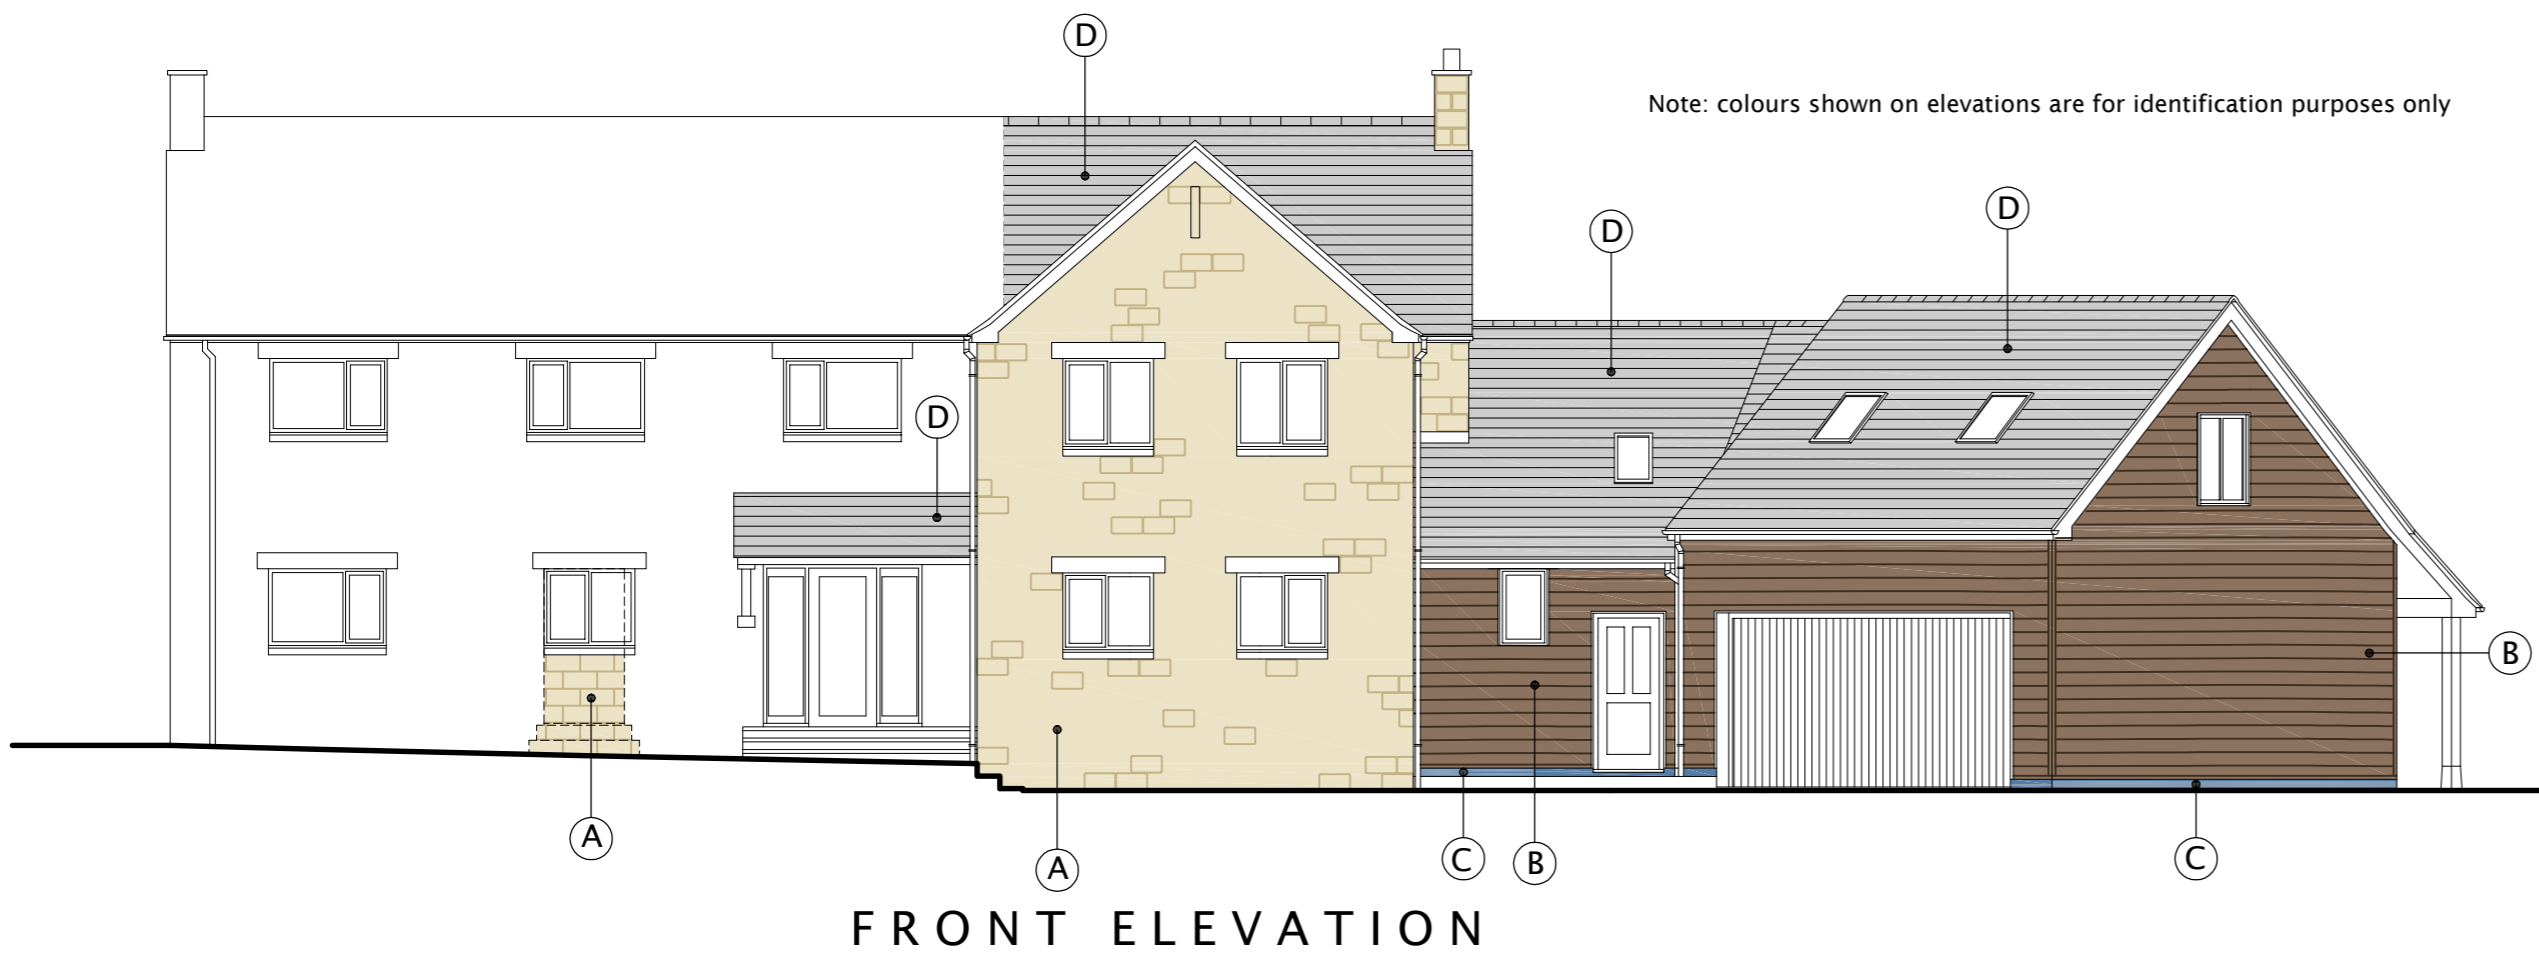 D
Note: colours shown on elevations are for identification purposes only
D
D
D
B
A
A
C
B
C
FRONT ELEVATION